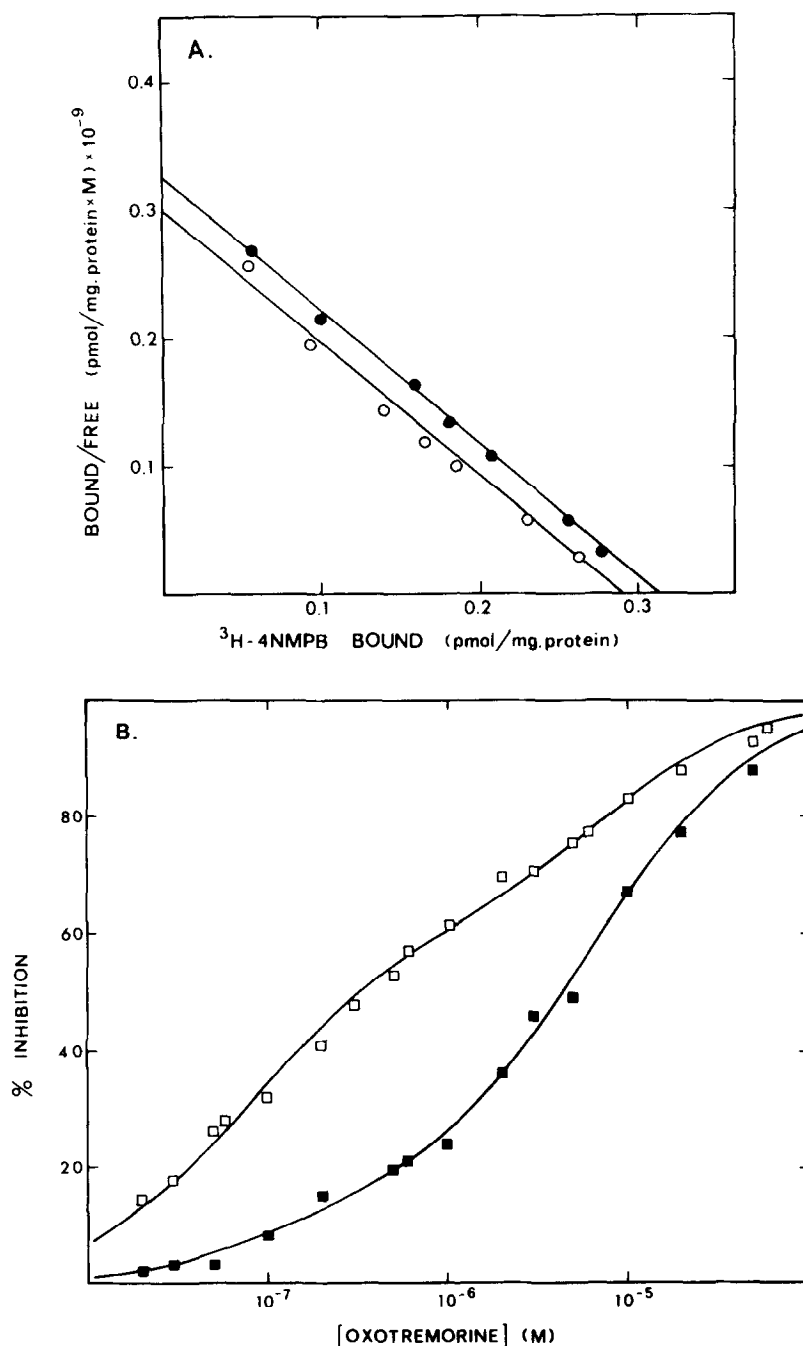 A.
0.4
0.3
0.2
0.1
BOUND/FREE (pmol/mg.protein×M)×10⁻⁹
0.1
0.2
0.3
³H-4NMPB BOUND (pmol/mg.protein)
B.
80
60
40
20
% INHIBITION
10⁻⁷
10⁻⁶
10⁻⁵
[OXOTREMORINE] (M)